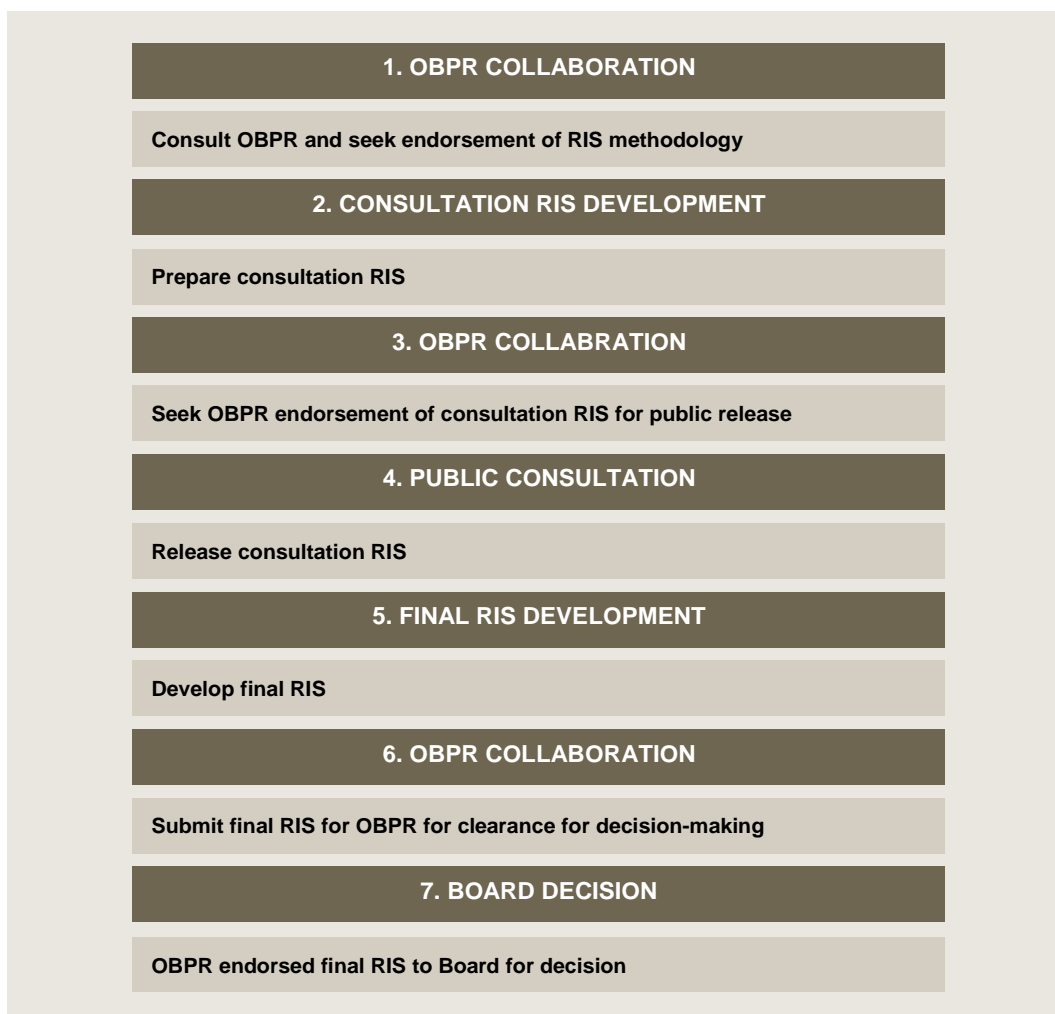 1. OBPR COLLABORATION
Consult OBPR and seek endorsement of RIS methodology
2. CONSULTATION RIS DEVELOPMENT
Prepare consultation RIS
3. OBPR COLLABRATION
Seek OBPR endorsement of consultation RIS for public release
4. PUBLIC CONSULTATION
Release consultation RIS
5. FINAL RIS DEVELOPMENT
Develop final RIS
6. OBPR COLLABORATION
Submit final RIS for OBPR for clearance for decision-making
7. BOARD DECISION
OBPR endorsed final RIS to Board for decision